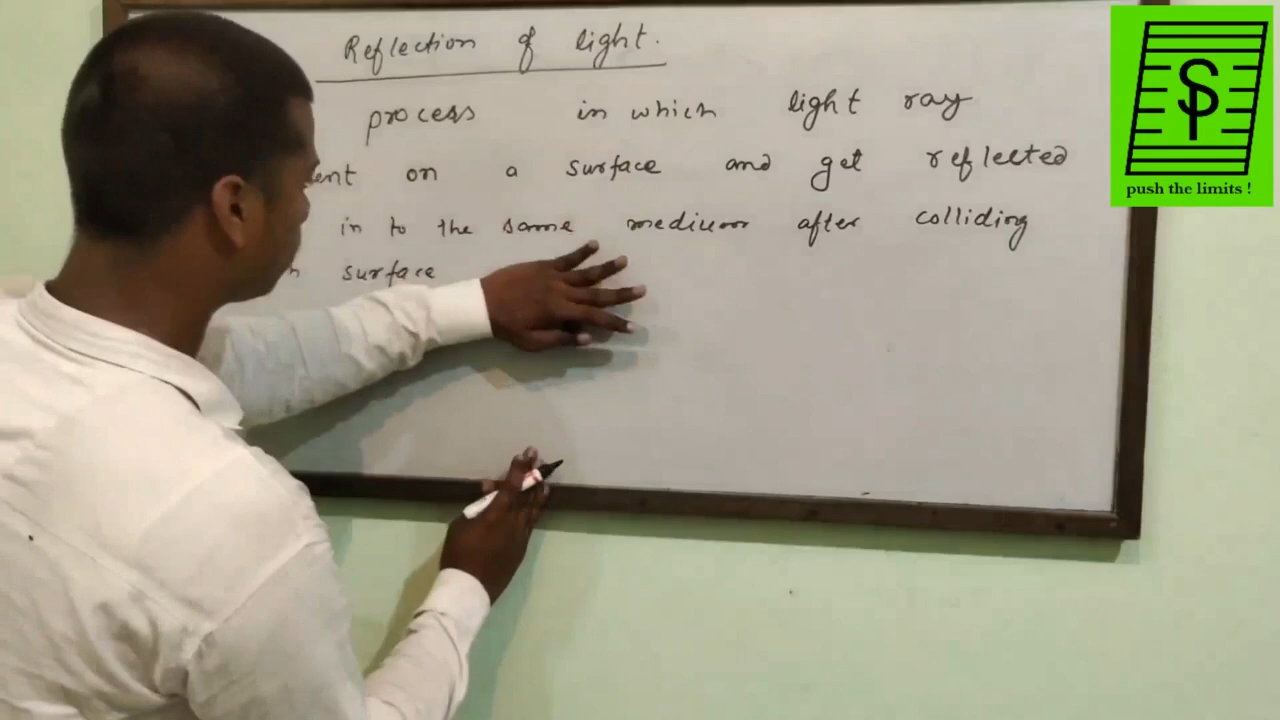 Reflection of light.
process in which light ray
ent on a surface and get reflected
in to the same medium after colliding
h surface
push the limits !